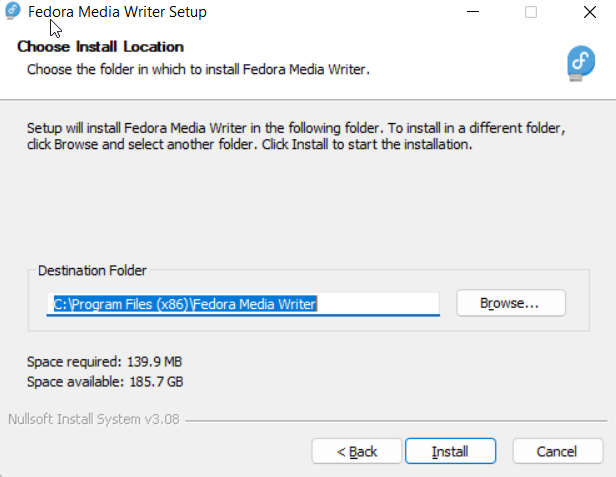 Fedora Media Writer Setup
Choose Install Location
Choose the folder in which to install Fedora Media Writer.
Setup will install Fedora Media Writer in the following folder. To install in a different folder,
click Browse and select another folder. Click Install to start the installation.
Destination Folder
C:\Program Files (x86)\Fedora Media Writer
Browse...
Space required: 139.9 MB
Space available: 185.7 GB
Nullsoft Install System v3.08
< Back
Install
Cancel